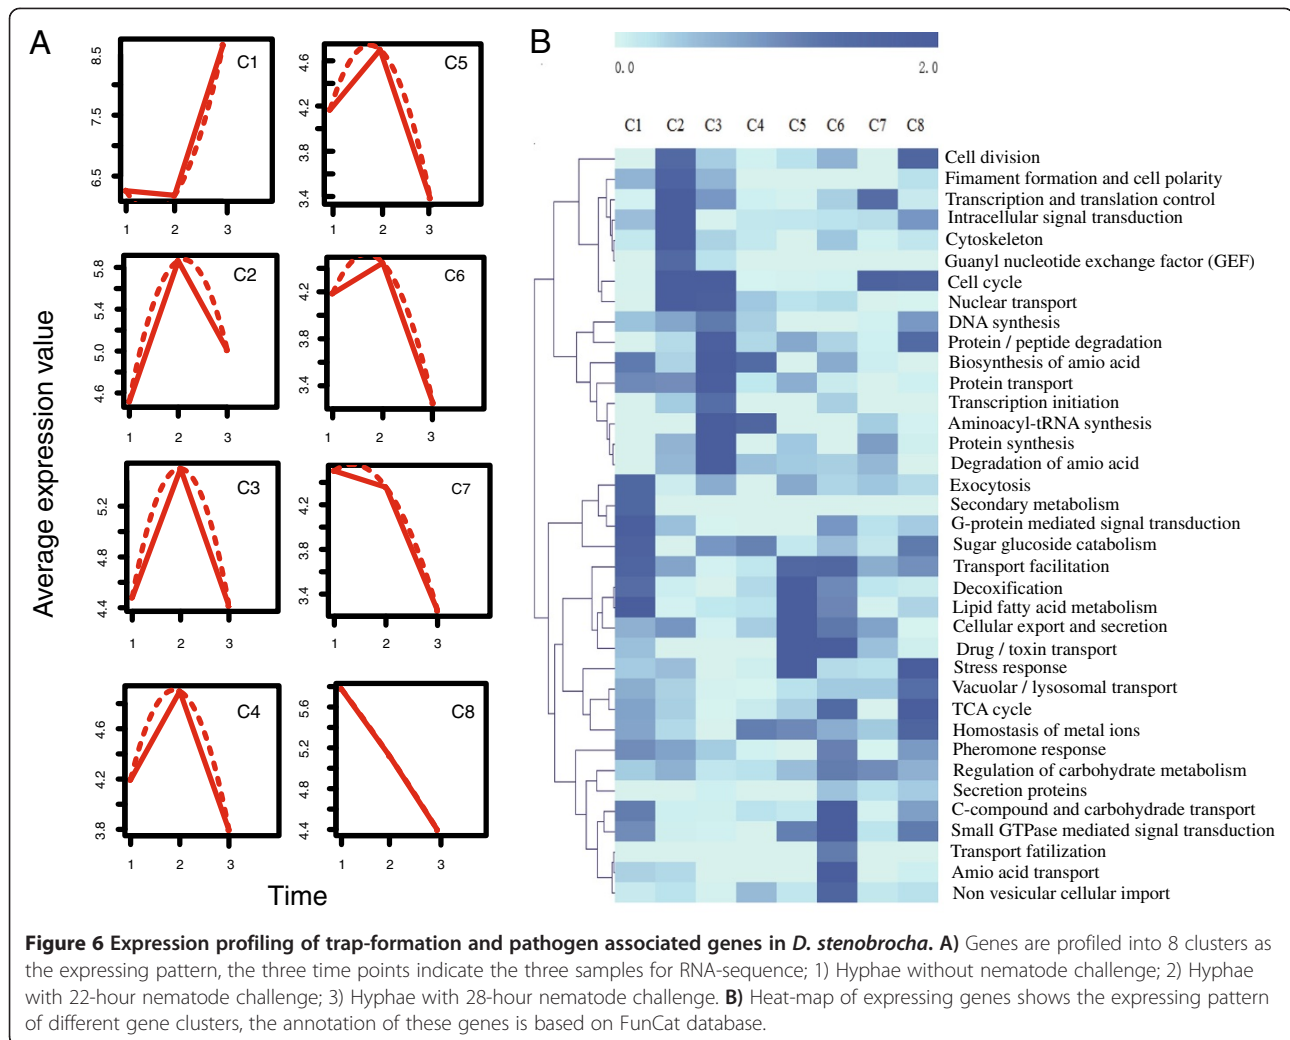 A
B
Average expression value
Time
C1
8.5
7.5
6.5
1 2 3
C5
4.6
4.2
3.8
3.4
1 2 3
C2
5.8
5.4
5.0
4.6
1 2 3
C6
4.2
3.8
3.4
1 2 3
C3
5.2
4.8
4.4
1 2 3
C7
4.2
3.8
3.4
1 2 3
C4
4.6
4.2
3.8
1 2 3
C8
5.6
5.2
4.8
4.4
1 2 3
0.0 2.0
C1 C2 C3 C4 C5 C6 C7 C8
Cell division
Fimament formation and cell polarity
Transcription and translation control
Intracellular signal transduction
Cytoskeleton
Guanyl nucleotide exchange factor (GEF)
Cell cycle
Nuclear transport
DNA synthesis
Protein / peptide degradation
Biosynthesis of amio acid
Protein transport
Transcription initiation
Aminoacyl-tRNA synthesis
Protein synthesis
Degradation of amio acid
Exocytosis
Secondary metabolism
G-protein mediated signal transduction
Sugar glucoside catabolism
Transport facilitation
Decoxification
Lipid fatty acid metabolism
Cellular export and secretion
Drug / toxin transport
Stress response
Vacuolar / lysosomal transport
TCA cycle
Homostasis of metal ions
Pheromone response
Regulation of carbohydrate metabolism
Secretion proteins
C-compound and carbohydrade transport
Small GTPase mediated signal transduction
Transport fatilization
Amio acid transport
Non vesicular cellular import
Figure 6 Expression profiling of trap-formation and pathogen associated genes in D. stenobrocha. A) Genes are profiled into 8 clusters as
the expressing pattern, the three time points indicate the three samples for RNA-sequence; 1) Hyphae without nematode challenge; 2) Hyphae
with 22-hour nematode challenge; 3) Hyphae with 28-hour nematode challenge. B) Heat-map of expressing genes shows the expressing pattern
of different gene clusters, the annotation of these genes is based on FunCat database.